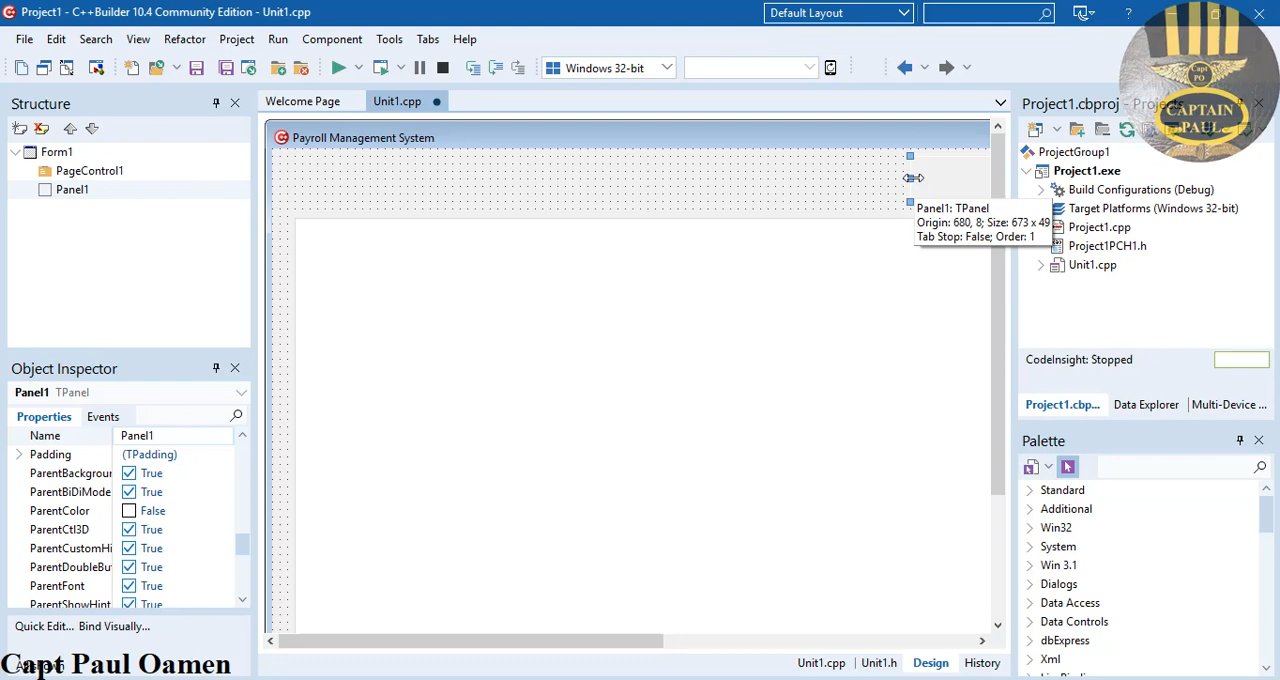 Project1 - C++Builder 10.4 Community Edition - Unit1.cpp
Default Layout
?
File Edit Search View Refactor Project Run Component Tools Tabs Help
Windows 32-bit
Structure
Welcome Page
Unit1.cpp
Form1
PageControl1
Panel1
Payroll Management System
Panel1: TPanel
Origin: 680, 8; Size: 673 x 49
Tab Stop: False; Order: 1
Project1.cbproj - Projects
ProjectGroup1
Project1.exe
Build Configurations (Debug)
Target Platforms (Windows 32-bit)
Project1.cpp
Project1PCH1.h
Unit1.cpp
CodeInsight: Stopped
Project1.cbp... Data Explorer Multi-Device ...
Capt
PO
CAPTAIN
PAUL
Object Inspector
Panel1 TPanel
Properties Events
Name Panel1
Padding (TPadding)
ParentBackgrour True
ParentBiDiMode True
ParentColor False
ParentCtl3D True
ParentCustomHi True
ParentDoubleBu True
ParentFont True
ParentShowHint True
Quick Edit... Bind Visually...
Capt Paul Oamen
Unit1.cpp Unit1.h Design History
Palette
Standard
Additional
Win32
System
Win 3.1
Dialogs
Data Access
Data Controls
dbExpress
Xml